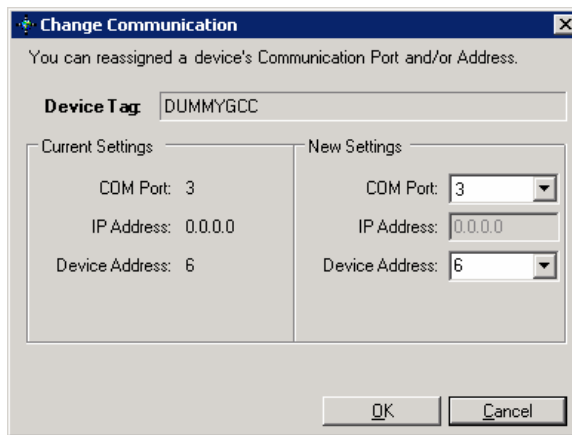 Change Communication
You can reassigned a device's Communication Port and/or Address.
Device Tag: DUMMYGCC
Current Settings
COM Port: 3
IP Address: 0.0.0.0
Device Address: 6
New Settings
COM Port: 3
IP Address: 0.0.0.0
Device Address: 6
OK
Cancel